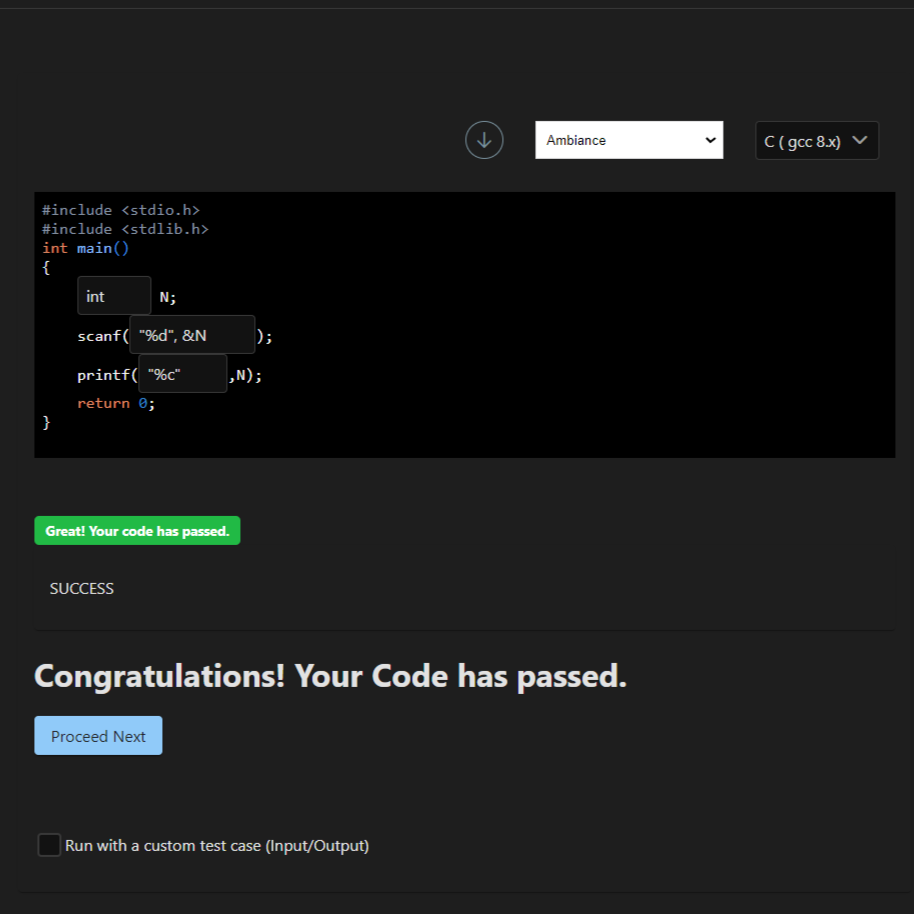 Ambiance C ( gcc 8.x)
#include <stdio.h>
#include <stdlib.h>
int main()
{
int N;
scanf("%d", &N);
printf("%c",N);
return 0;
}
Great! Your code has passed.
SUCCESS
Congratulations! Your Code has passed.
Proceed Next
Run with a custom test case (Input/Output)